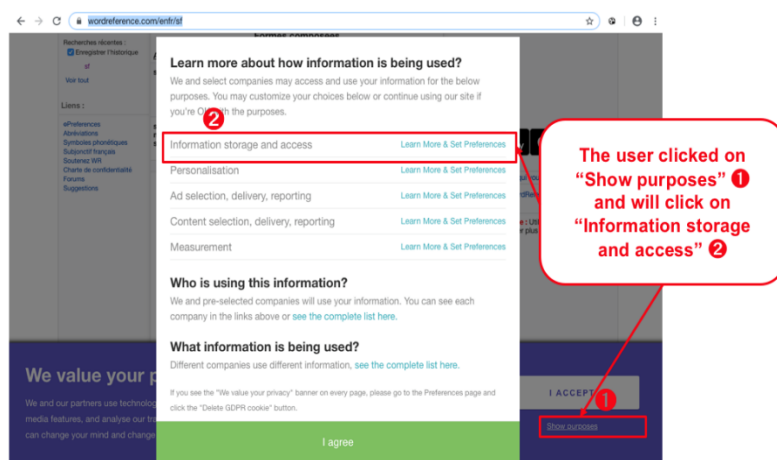 wordreference.com/enfr/sf
Formes composées
Recherches récentes :
Enregistrer l'historique
sf
Voir tout
Liens :
ePreferences
Abréviations
Symboles phonétiques
Subjonctif français
Soutenez WR
Charte de confidentialité
Forums
Suggestions
Learn more about how information is being used?
We and select companies may access and use your information for the below
purposes. You may customize your choices below or continue using our site if
you're OK with the purposes.
2
Information storage and access Learn More & Set Preferences
Personalisation Learn More & Set Preferences
Ad selection, delivery, reporting Learn More & Set Preferences
Content selection, delivery, reporting Learn More & Set Preferences
Measurement Learn More & Set Preferences
Who is using this information?
We and pre-selected companies will use your information. You can see each
company in the links above or see the complete list here.
What information is being used?
Different companies use different information, see the complete list here.
If you see the "We value your privacy" banner on every page, please go to the Preferences page and
click the "Delete GDPR cookie" button.
I agree
The user clicked on
“Show purposes” 1
and will click on
“Information storage
and access” 2
We value your p
We and our partners use technolog
media features, and analyse our tra
can change your mind and change
I ACCEPT
1
Show purposes